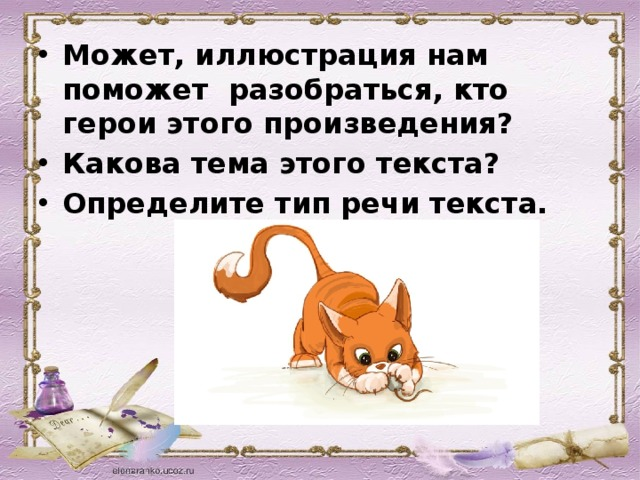 • Может, иллюстрация нам
поможет разобраться, кто
герои этого произведения?
• Какова тема этого текста?
• Определите тип речи текста.
Dear ...
elenaranko.ucoz.ru